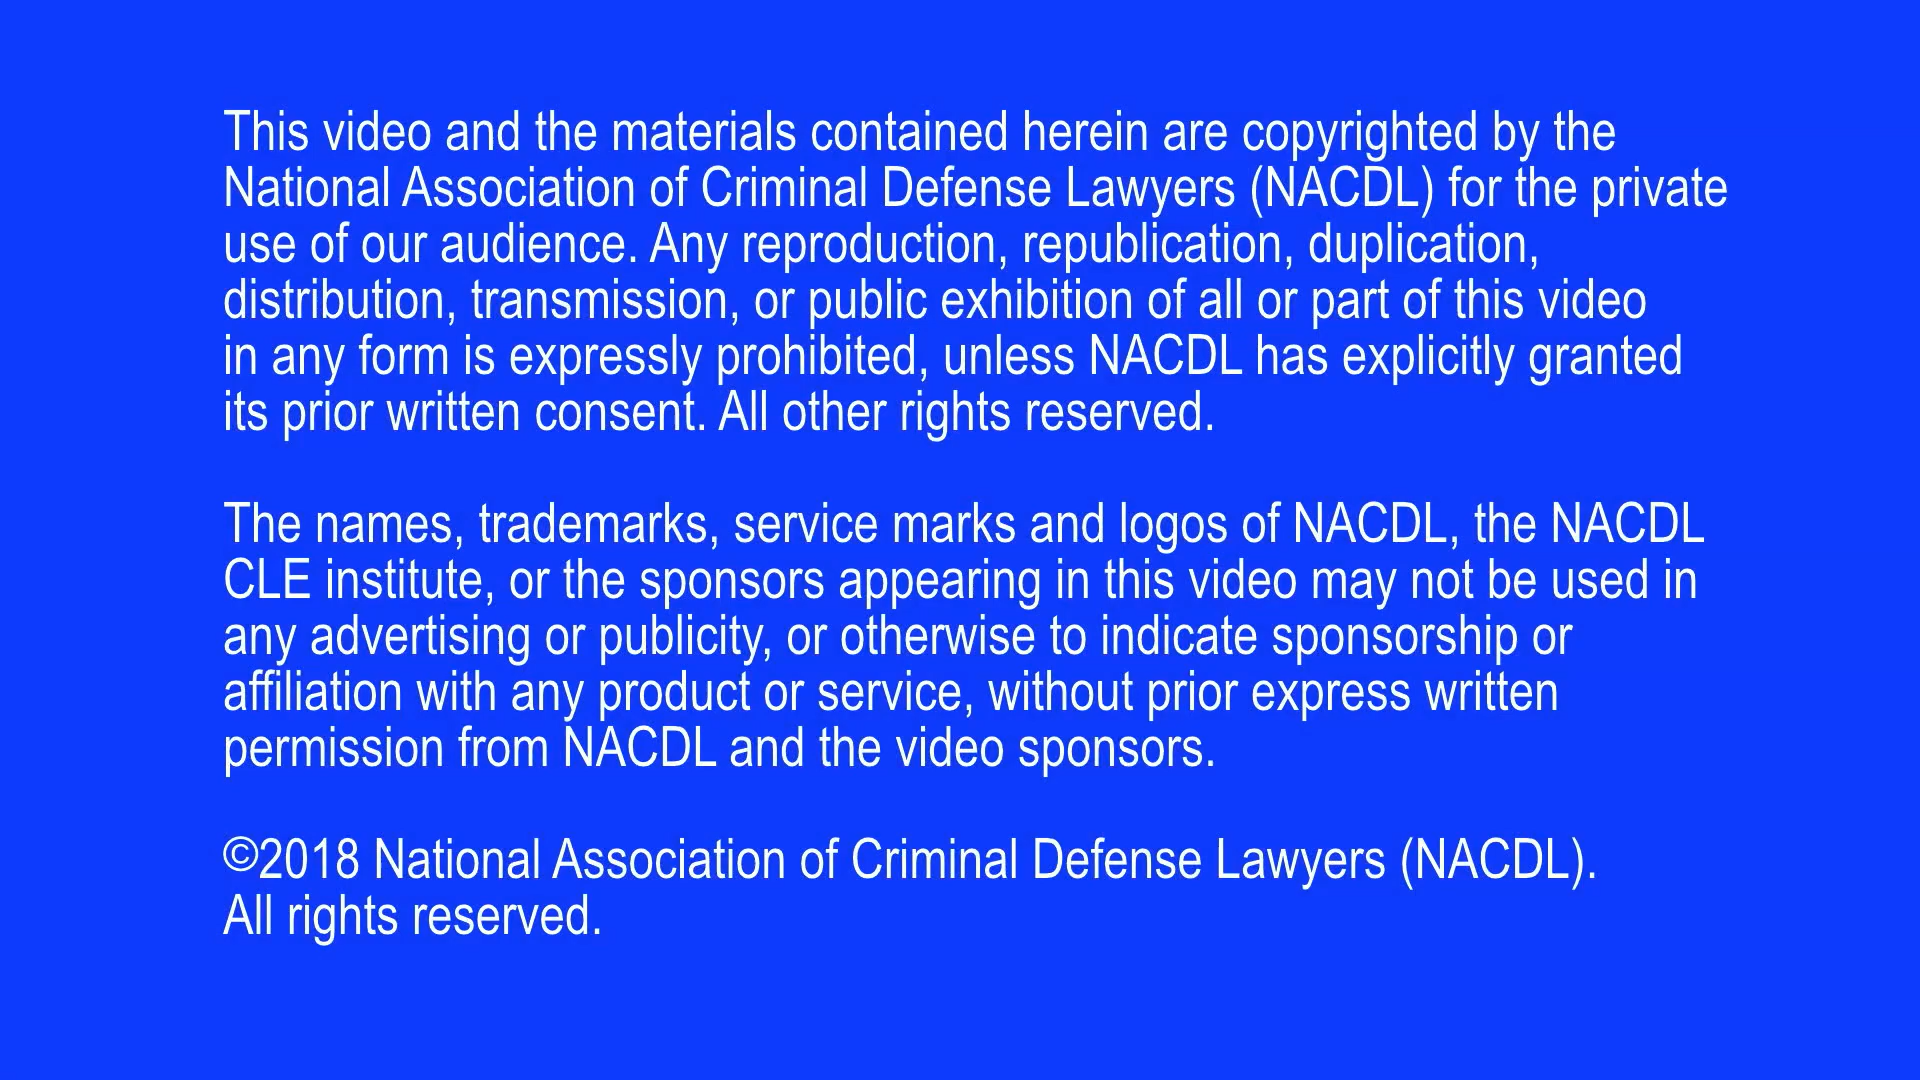 This video and the materials contained herein are copyrighted by the
National Association of Criminal Defense Lawyers (NACDL) for the private
use of our audience. Any reproduction, republication, duplication,
distribution, transmission, or public exhibition of all or part of this video
in any form is expressly prohibited, unless NACDL has explicitly granted
its prior written consent. All other rights reserved.
The names, trademarks, service marks and logos of NACDL, the NACDL
CLE institute, or the sponsors appearing in this video may not be used in
any advertising or publicity, or otherwise to indicate sponsorship or
affiliation with any product or service, without prior express written
permission from NACDL and the video sponsors.
©2018 National Association of Criminal Defense Lawyers (NACDL).
All rights reserved.